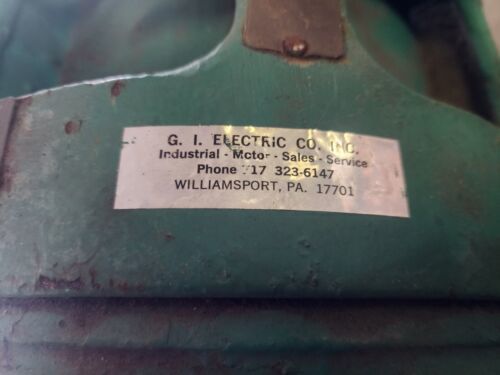 G. I. ELECTRIC CO. INC.
Industrial - Motor - Sales - Service
Phone 717 323-6147
WILLIAMSPORT, PA. 17701